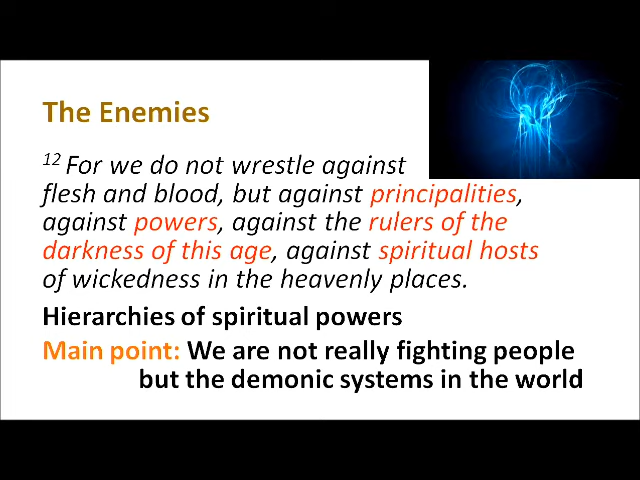 The Enemies
12 For we do not wrestle against
flesh and blood, but against principalities,
against powers, against the rulers of the
darkness of this age, against spiritual hosts
of wickedness in the heavenly places.
Hierarchies of spiritual powers
Main point: We are not really fighting people
but the demonic systems in the world